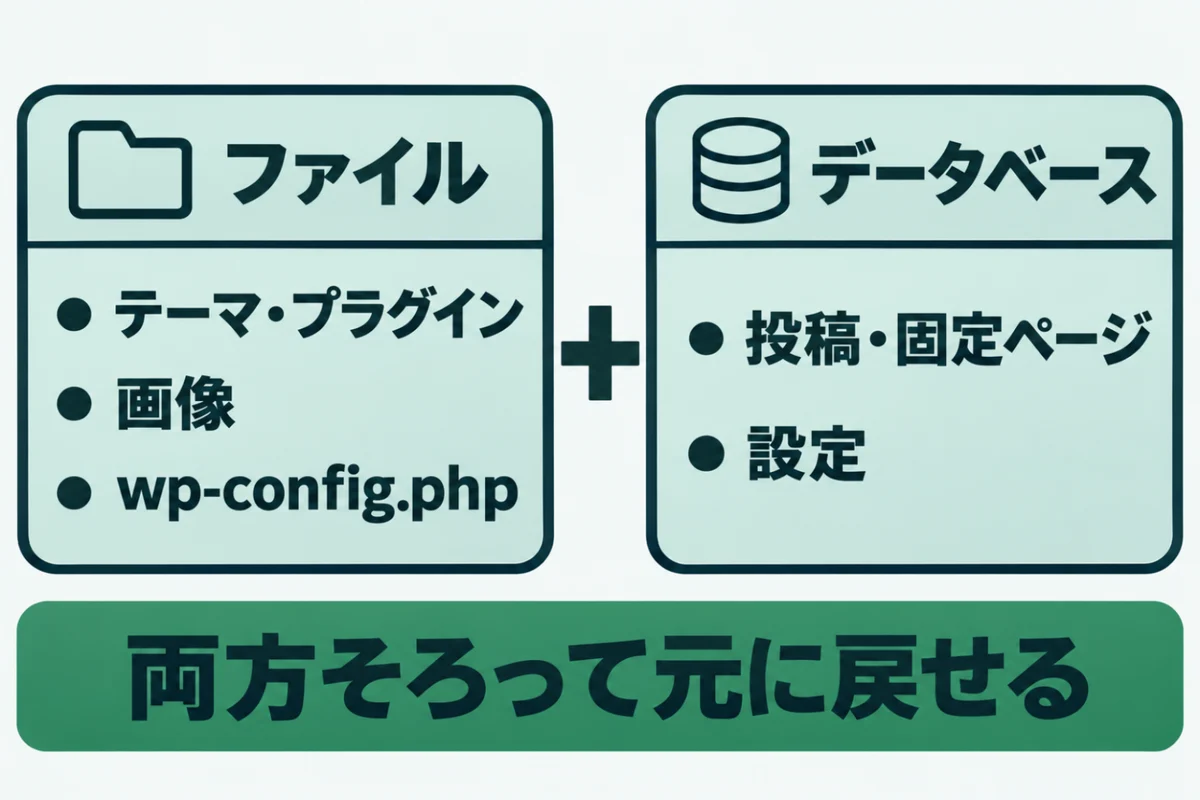 ファイル
テーマ・プラグイン
画像
wp-config.php
+
データベース
投稿・固定ページ
設定
両方そろって元に戻せる